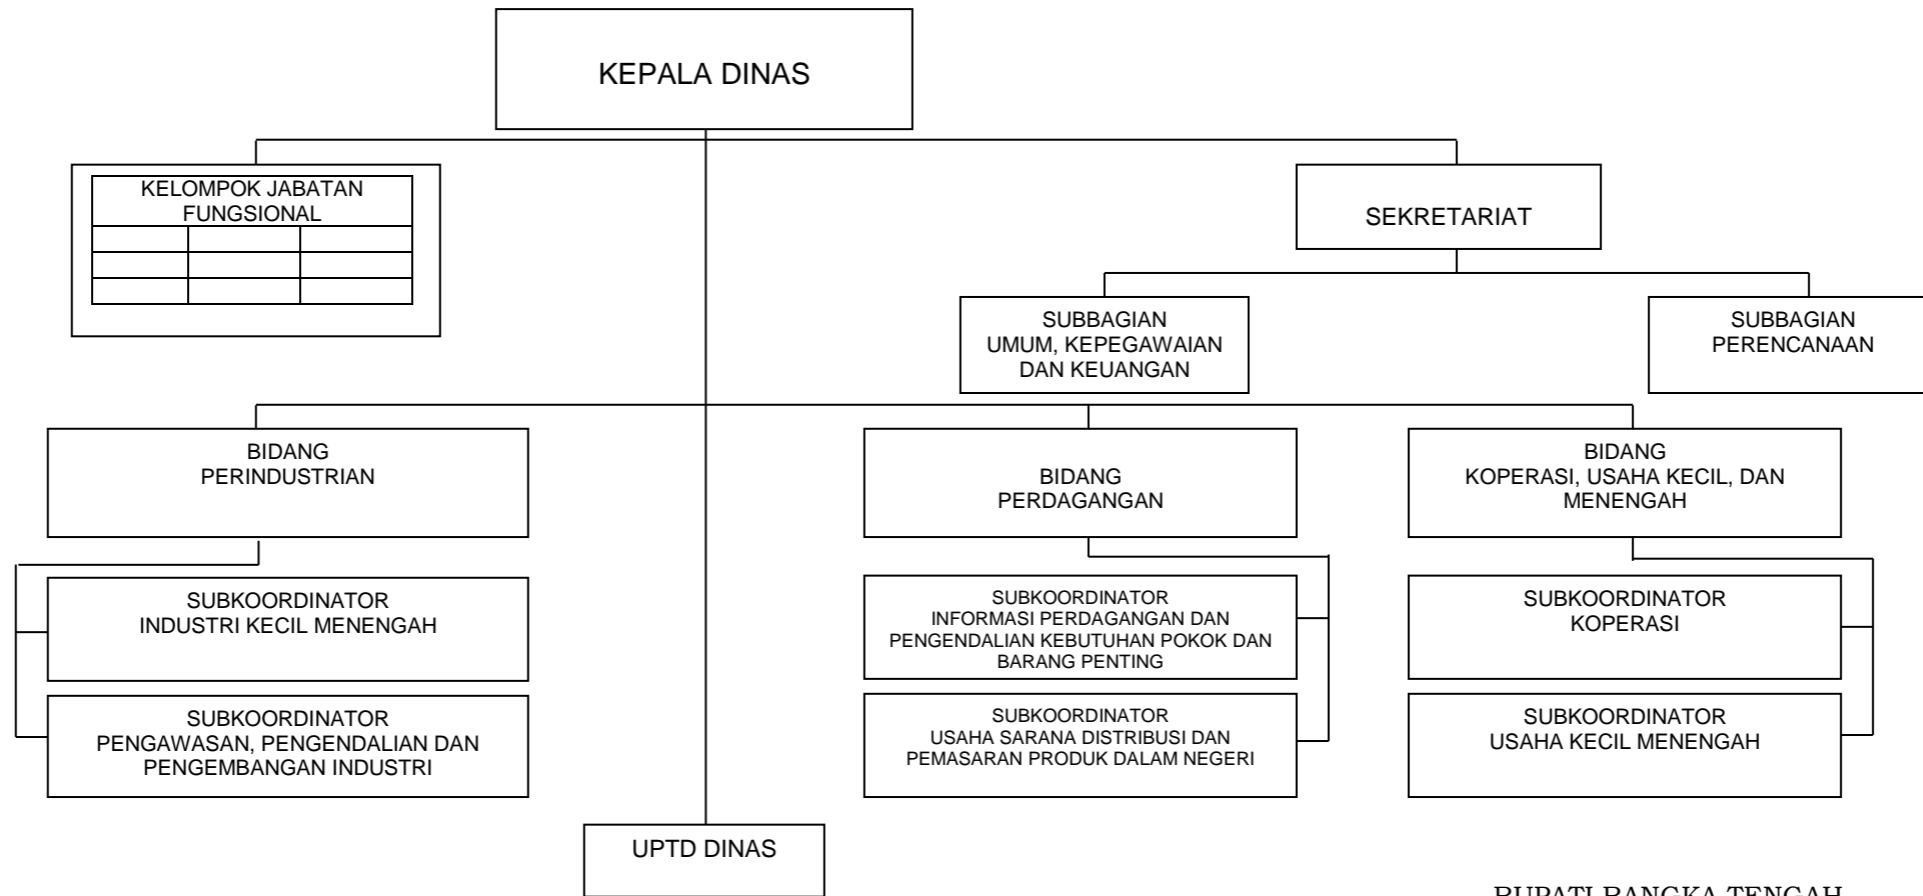 KEPALA DINAS
KELOMPOK JABATAN
FUNGSIONAL
SEKRETARIAT
SUBBAGIAN
UMUM, KEPEGAWAIAN
DAN KEUANGAN
SUBBAGIAN
PERENCANAAN
BIDANG
PERINDUSTRIAN
BIDANG
PERDAGANGAN
BIDANG
KOPERASI, USAHA KECIL, DAN
MENENGAH
SUBKOORDINATOR
INDUSTRI KECIL MENENGAH
SUBKOORDINATOR
INFORMASI PERDAGANGAN DAN
PENGENDALIAN KEBUTUHAN POKOK DAN
BARANG PENTING
SUBKOORDINATOR
KOPERASI
SUBKOORDINATOR
PENGAWASAN, PENGENDALIAN DAN
PENGEMBANGAN INDUSTRI
SUBKOORDINATOR
USAHA SARANA DISTRIBUSI DAN
PEMASARAN PRODUK DALAM NEGERI
SUBKOORDINATOR
USAHA KECIL MENENGAH
UPTD DINAS
BUPATI BANGKA TENGAH